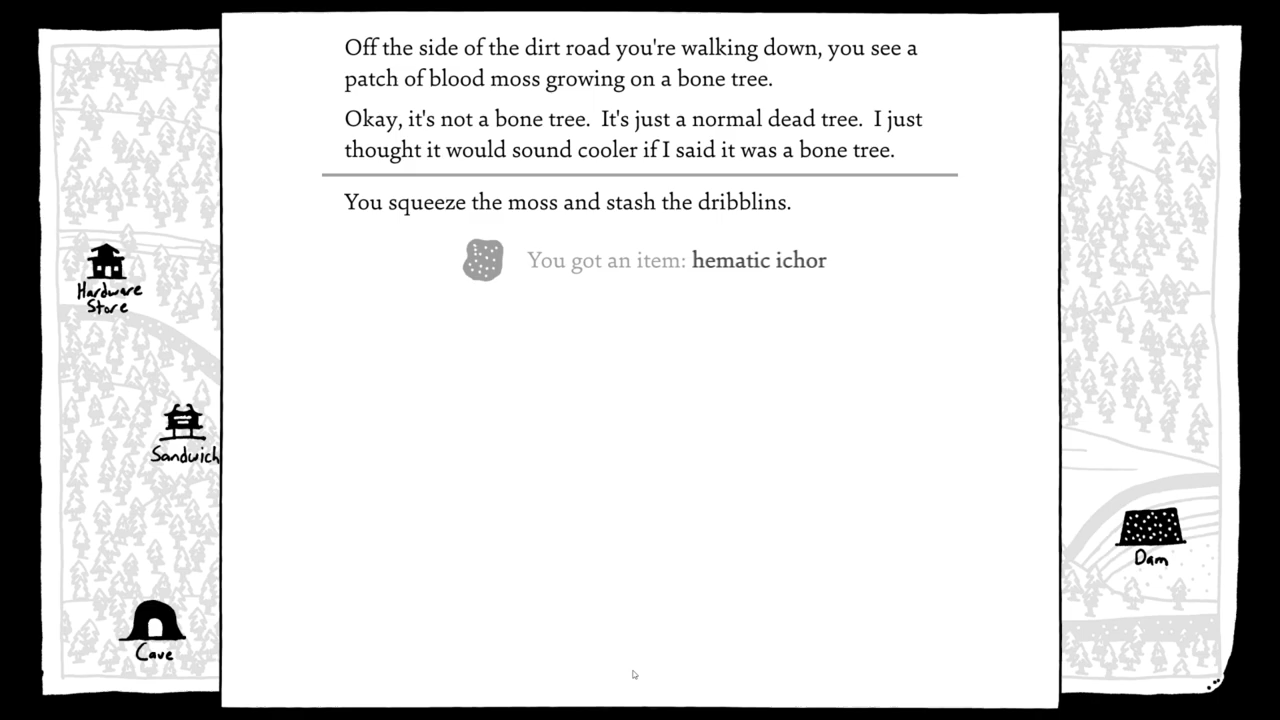 Off the side of the dirt road you're walking down, you see a
patch of blood moss growing on a bone tree.
Okay, it's not a bone tree.  It's just a normal dead tree.  I just
thought it would sound cooler if I said it was a bone tree.
You squeeze the moss and stash the dribblins.
You got an item: hematic ichor
Hardware
Store
Sandwich
Cave
Dam